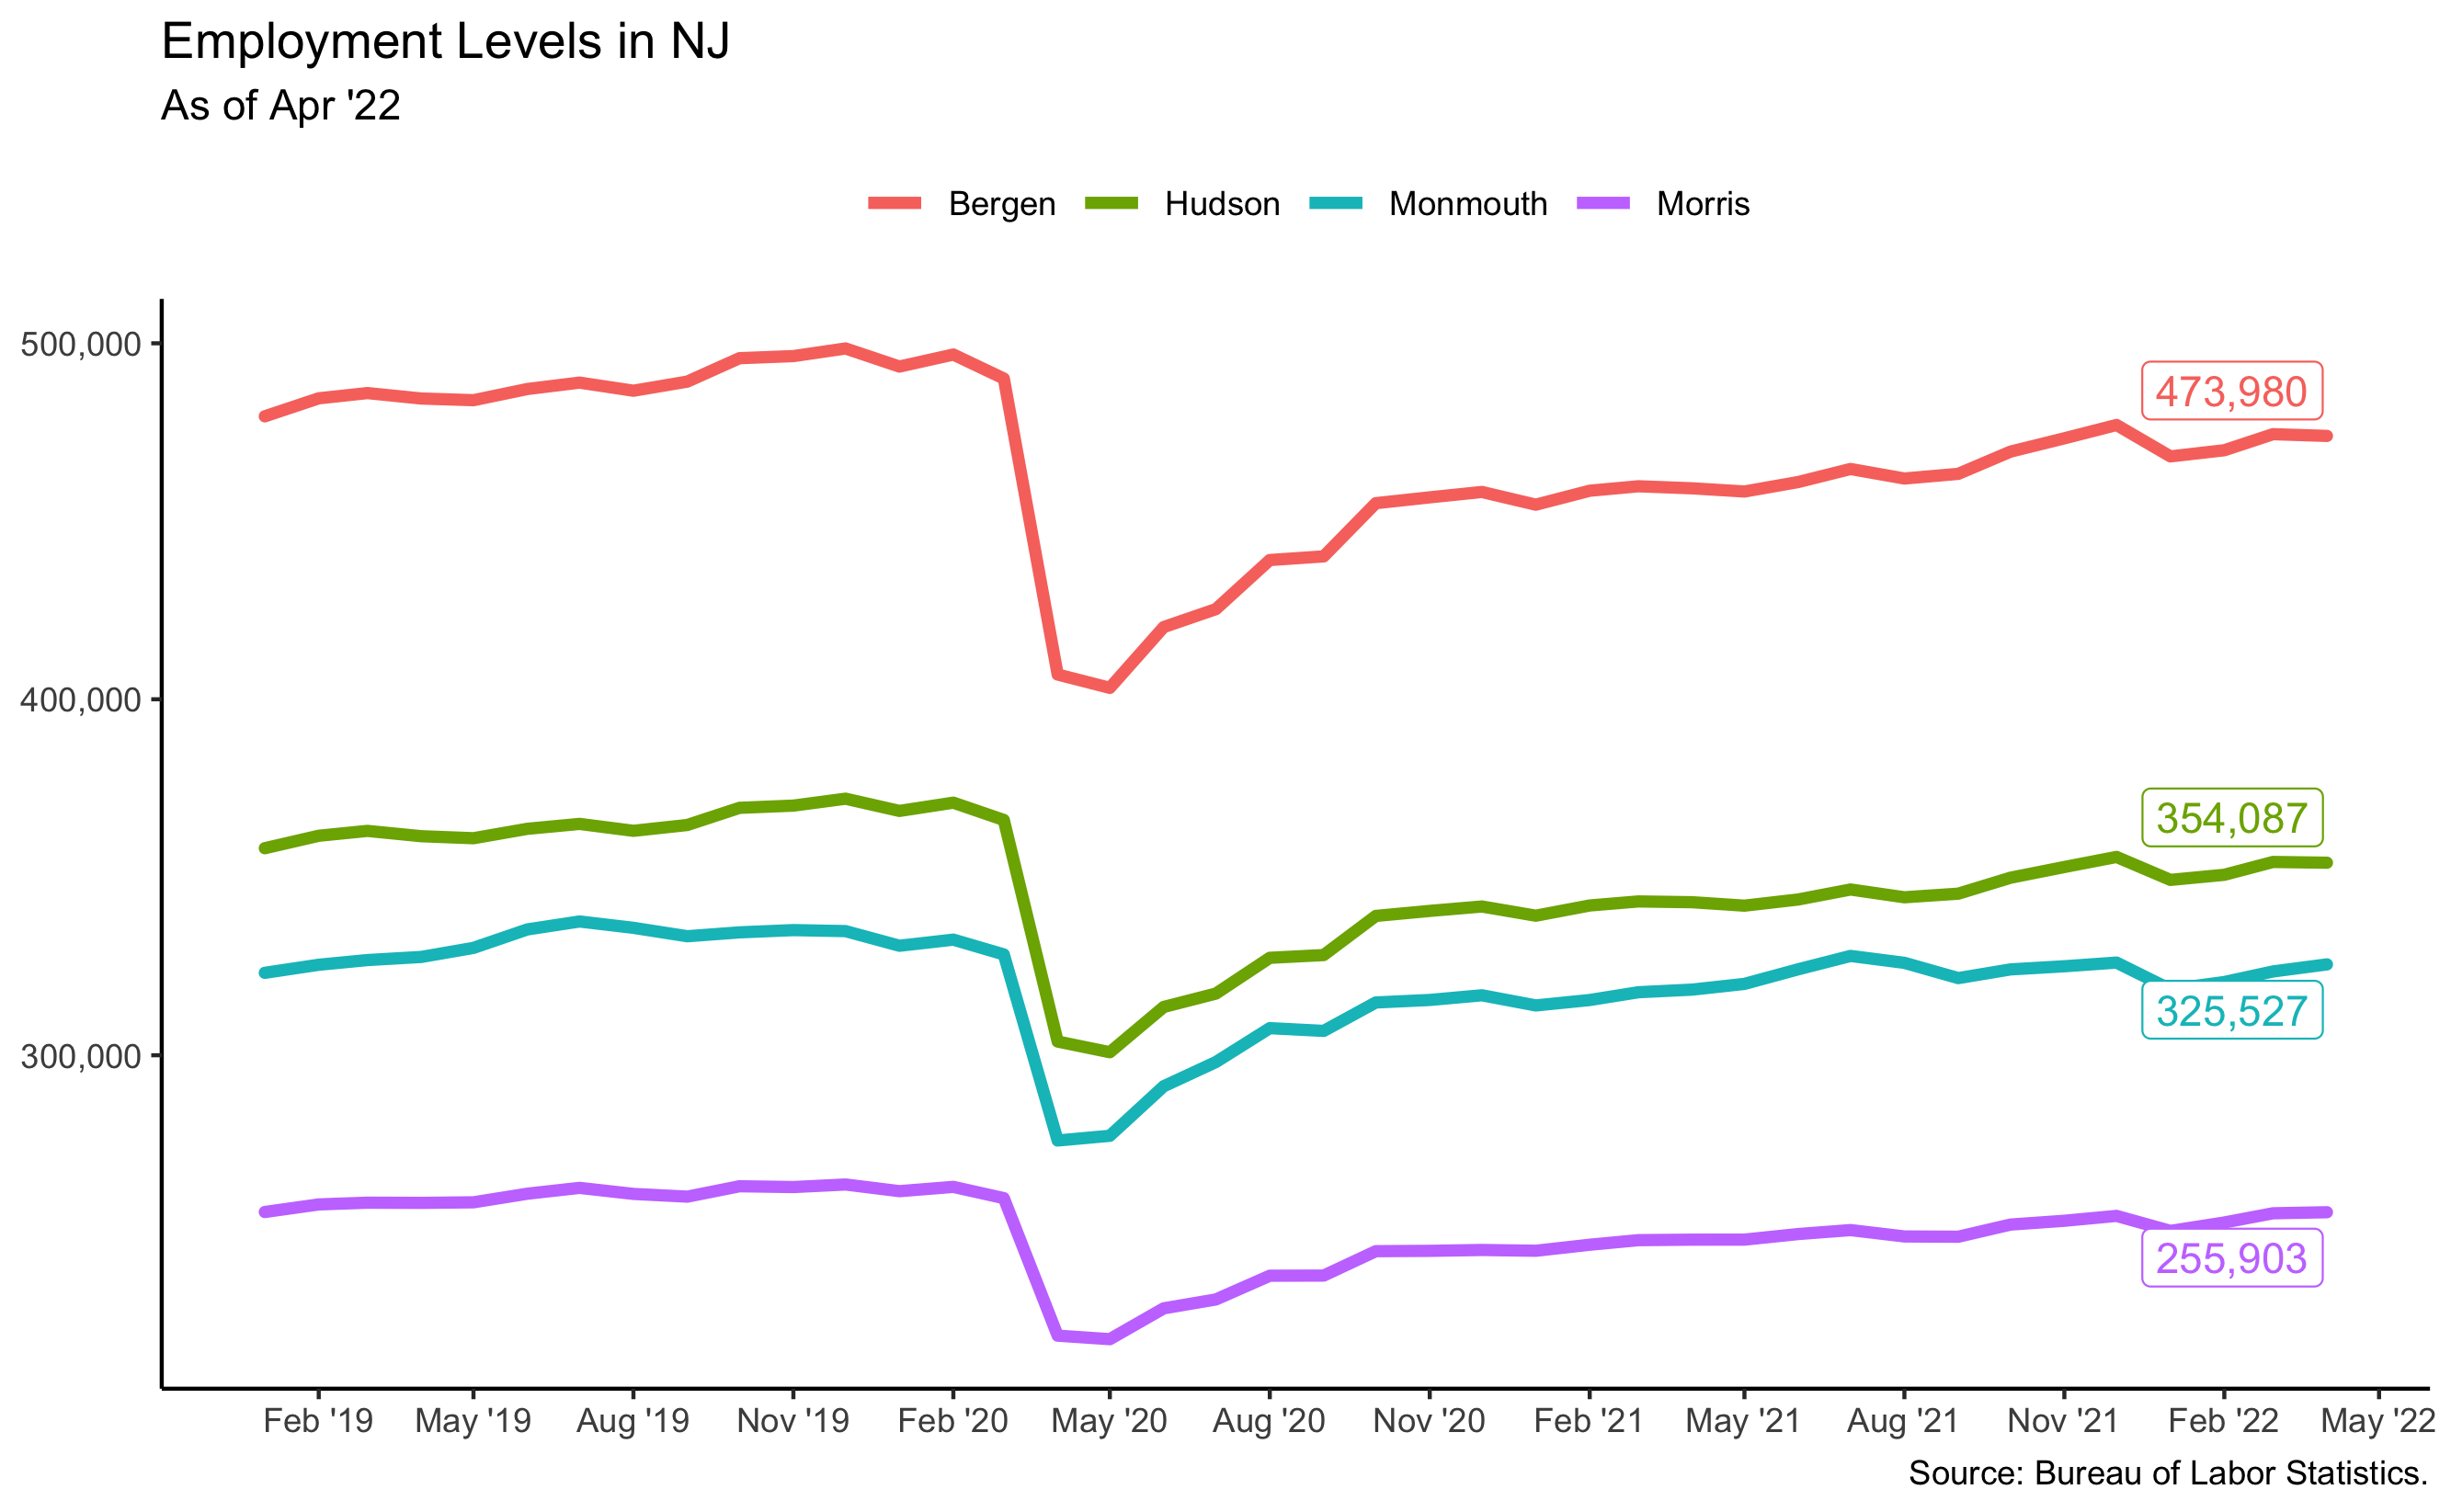 Employment Levels in NJ
As of Apr '22
Bergen Hudson Monmouth Morris
500,000
400,000
300,000
473,980
354,087
325,527
255,903
Feb '19 May '19 Aug '19 Nov '19 Feb '20 May '20 Aug '20 Nov '20 Feb '21 May '21 Aug '21 Nov '21 Feb '22 May '22
Source: Bureau of Labor Statistics.